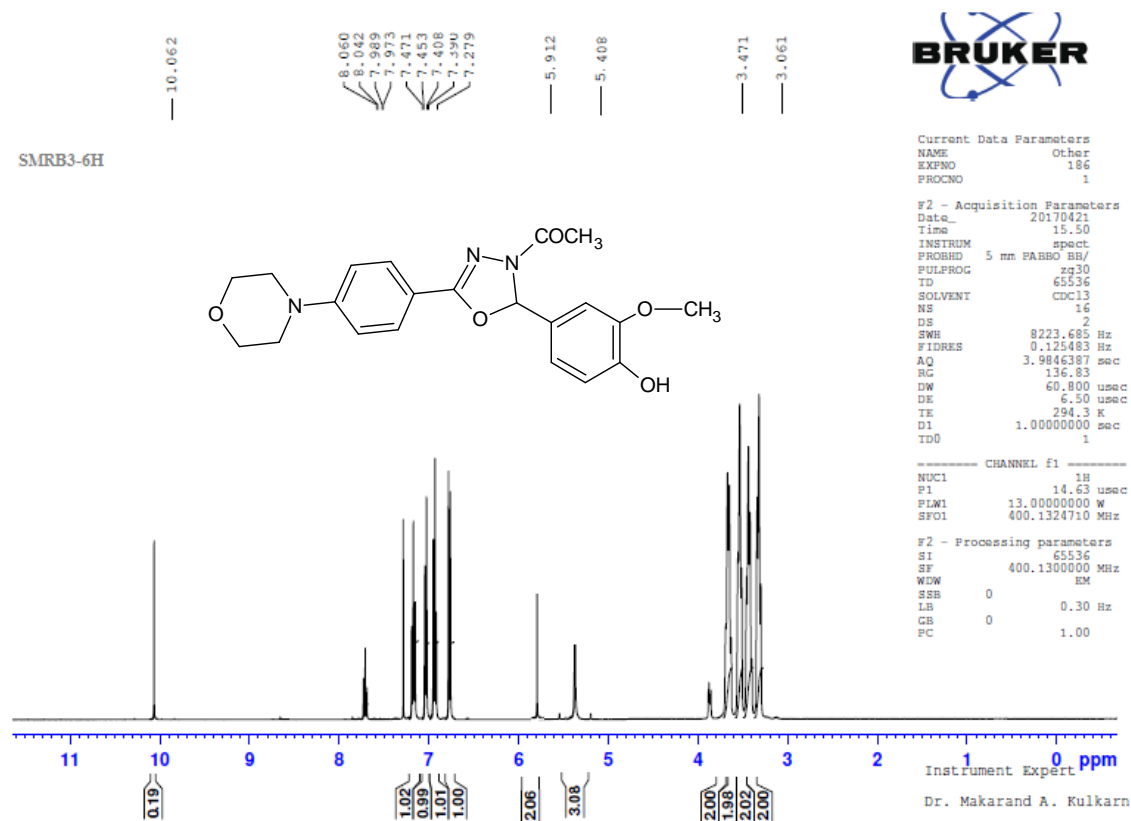 10.062
8.060
8.042
7.989
7.973
7.471
7.453
7.408
7.390
7.279
5.912
5.408
3.471
3.061
BRUKER
SMRB3-6H
Current Data Parameters
NAME Other
EXPNO 186
PROCNO 1
F2 - Acquisition Parameters
Date_ 20170421
Time 15.50
INSTRUM spect
PROBHD 5 mm PABBO BB/
PULPROG zg30
TD 65536
SOLVENT CDCl3
NS 16
DS 2
SWH 8223.685 Hz
FIDRES 0.125483 Hz
AQ 3.9846387 sec
RG 136.83
DW 60.800 usec
DE 6.50 usec
TE 294.3 K
D1 1.00000000 sec
TD0 1
======== CHANNEL f1 ========
NUC1 1H
P1 14.63 usec
PLW1 13.00000000 W
SFO1 400.1324710 MHz
F2 - Processing parameters
SI 65536
SF 400.1300000 MHz
WDW EM
SSB 0
LB 0.30 Hz
GB 0
PC 1.00
COCH3
N
N
O
N
O
O
CH3
OH
11 10 9 8 7 6 5 4 3 2 1 0 ppm
0.19
1.02
0.99
1.01
1.00
2.06
3.08
2.00
1.98
2.02
2.00
Instrument Expert
Dr. Makarand A. Kulkarn